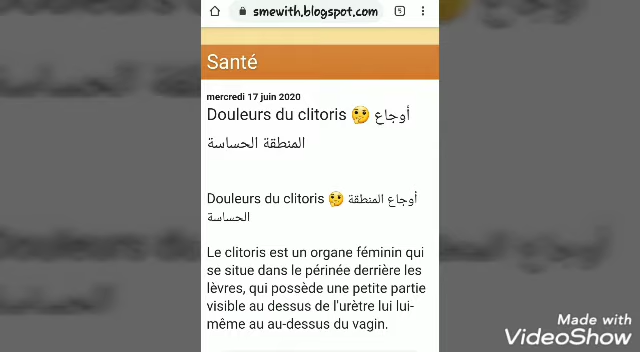 smewith.blogspot.com
5
Santé
mercredi 17 juin 2020
Douleurs du clitoris 🤔 أوجاع
المنطقة الحساسة
Douleurs du clitoris 🤔 أوجاع المنطقة
الحساسة
Le clitoris est un organe féminin qui
se situe dans le périnée derrière les
lèvres, qui possède une petite partie
visible au dessus de l'urètre lui lui-
même au au-dessus du vagin.
Made with
VideoShow